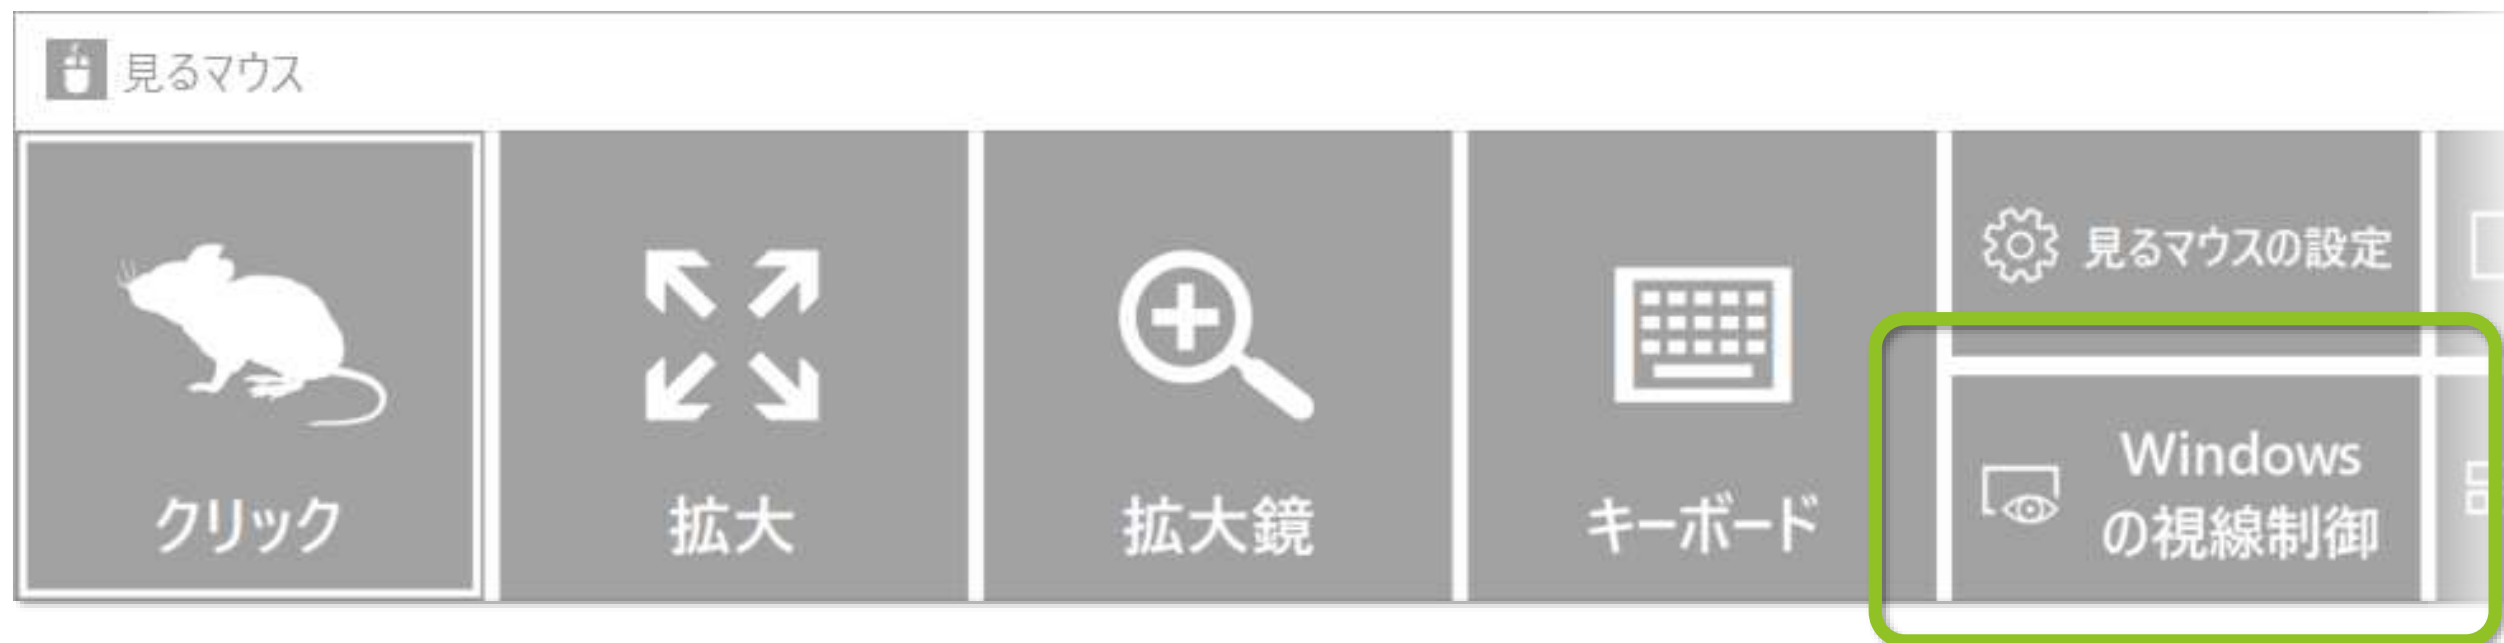 見るマウス
クリック
拡大
拡大鏡
キーボード
見るマウスの設定
Windows
の視線制御